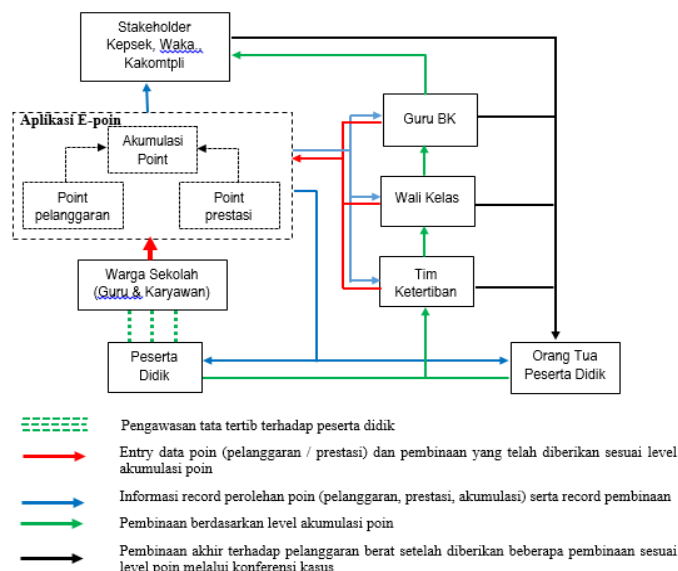 Stakeholder
Kepsek, Waka.,
Kakomtpli
Aplikasi E-poin
Akumulasi
Point
Point
pelanggaran
Point
prestasi
Guru BK
Wali Kelas
Tim
Ketertiban
Warga Sekolah
(Guru & Karyawan)
Peserta
Didik
Orang Tua
Peserta Didik
Pengawasan tata tertib terhadap peserta didik
Entry data poin (pelanggaran / prestasi) dan pembinaan yang telah diberikan sesuai level
akumulasi poin
Informasi record perolehan poin (pelanggaran, prestasi, akumulasi) serta record pembinaan
Pembinaan berdasarkan level akumulasi poin
Pembinaan akhir terhadap pelanggaran berat setelah diberikan beberapa pembinaan sesuai
level poin melalui konferensi kasus